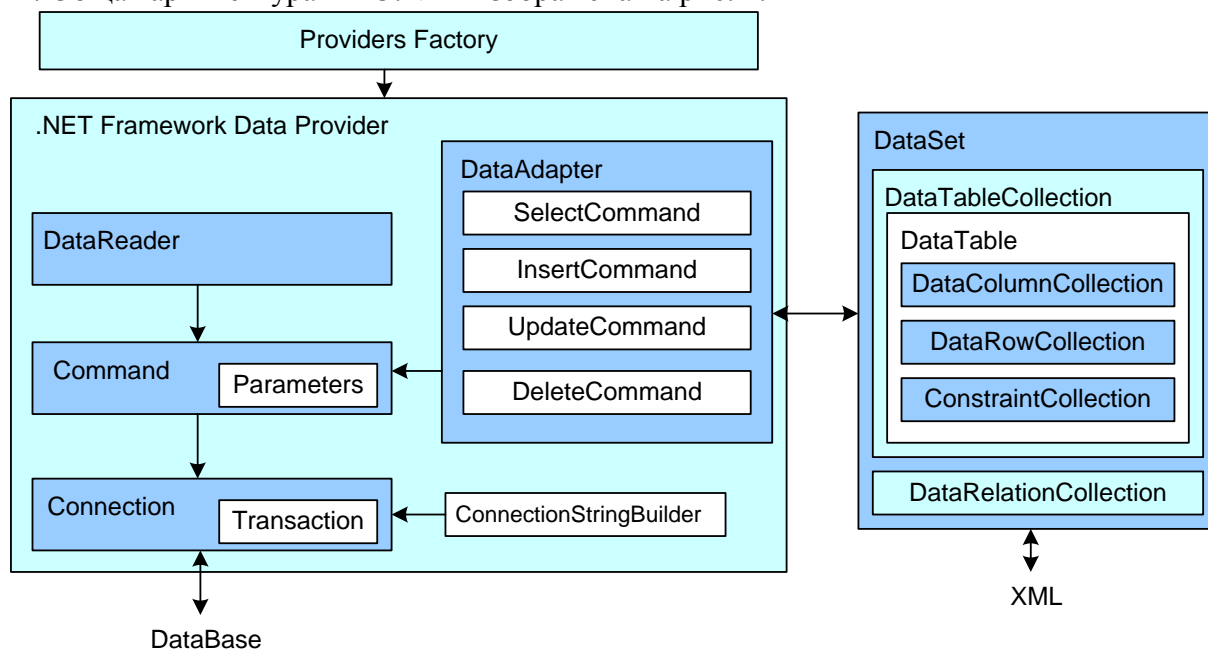 Providers Factory
.NET Framework Data Provider
DataReader
Command
Parameters
Connection
Transaction
DataAdapter
SelectCommand
InsertCommand
UpdateCommand
DeleteCommand
ConnectionStringBuilder
DataBase
DataSet
DataTableCollection
DataTable
DataColumnCollection
DataRowCollection
ConstraintCollection
DataRelationCollection
XML